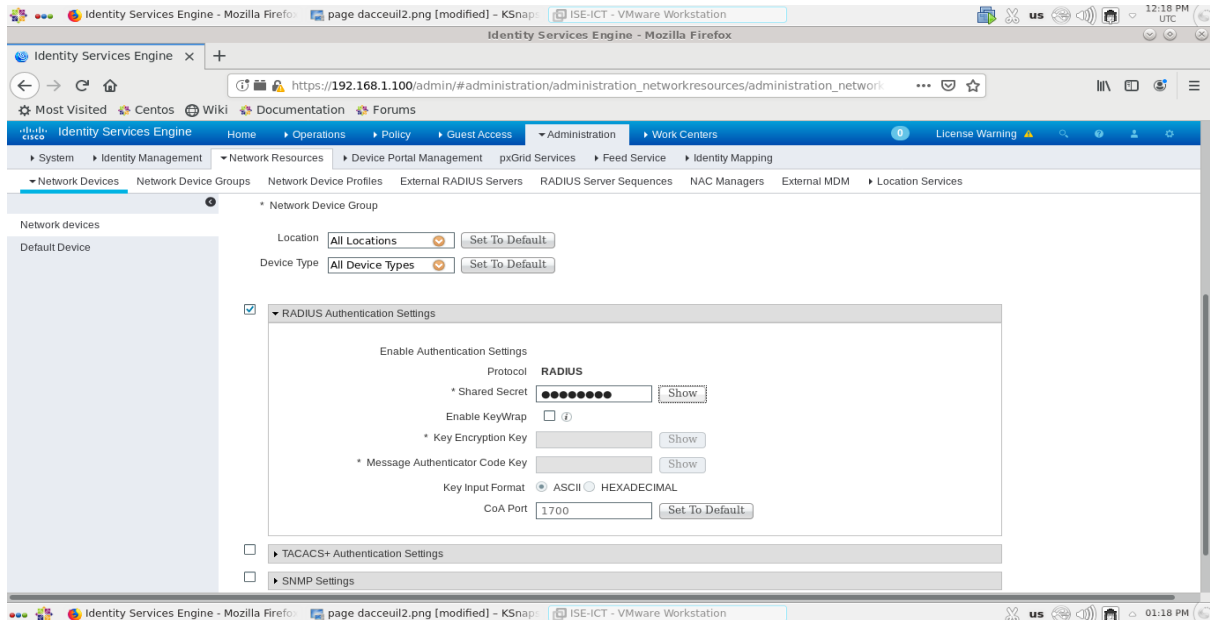 Identity Services Engine - Mozilla Firefo page dacceuil2.png [modified] – KSnap ISE-ICT - VMware Workstation us 12:18 PM UTC
Identity Services Engine - Mozilla Firefox
Identity Services Engine × +
https://192.168.1.100/admin/#administration/administration_networkresources/administration_network
Most Visited Centos Wiki Documentation Forums
cisco Identity Services Engine Home Operations Policy Guest Access Administration Work Centers 0 License Warning
System Identity Management Network Resources Device Portal Management pxGrid Services Feed Service Identity Mapping
Network Devices Network Device Groups Network Device Profiles External RADIUS Servers RADIUS Server Sequences NAC Managers External MDM Location Services
* Network Device Group
Network devices
Default Device
Location All Locations Set To Default
Device Type All Device Types Set To Default
RADIUS Authentication Settings
Enable Authentication Settings
Protocol RADIUS
* Shared Secret ●●●●●●●● Show
Enable KeyWrap i
* Key Encryption Key Show
* Message Authenticator Code Key Show
Key Input Format ASCII HEXADECIMAL
CoA Port 1700 Set To Default
TACACS+ Authentication Settings
SNMP Settings
Identity Services Engine - Mozilla Firefo page dacceuil2.png [modified] – KSnap ISE-ICT - VMware Workstation us 01:18 PM